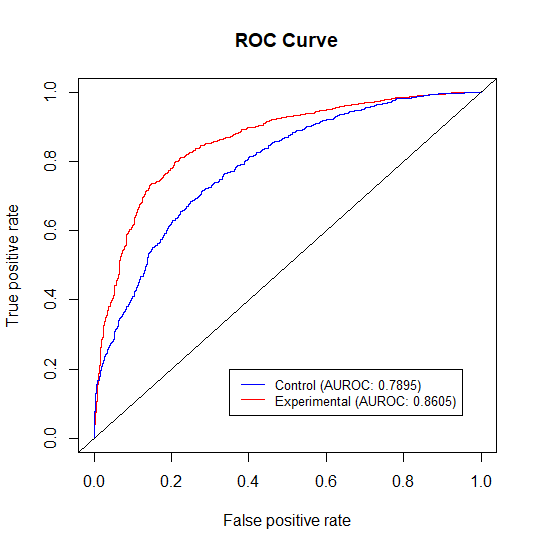 ROC Curve
True positive rate
1.0
0.8
0.6
0.4
0.2
0.0
Control (AUROC: 0.7895)
Experimental (AUROC: 0.8605)
0.0 0.2 0.4 0.6 0.8 1.0
False positive rate